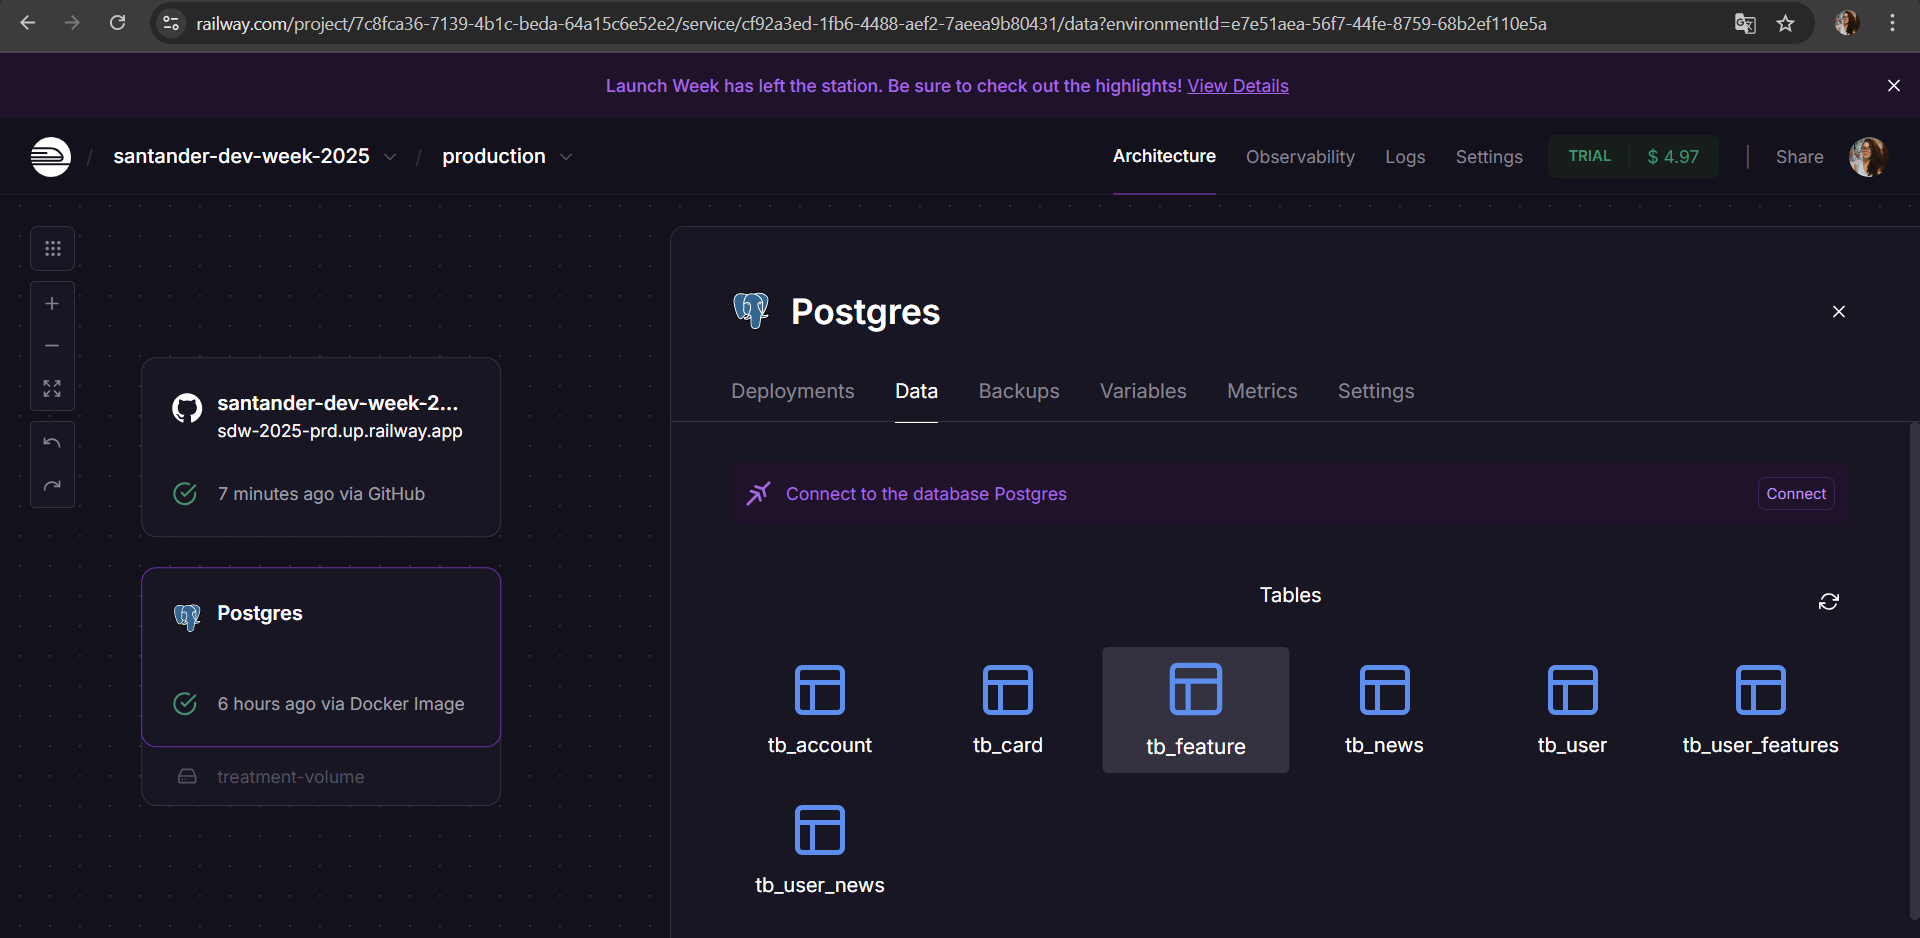 railway.com/project/7c8fca36-7139-4b1c-beda-64a15c6e52e2/service/cf92a3ed-1fb6-4488-aef2-7aeea9b80431/data?environmentId=e7e51aea-56f7-44fe-8759-68b2ef110e5a
Launch Week has left the station. Be sure to check out the highlights! View Details
/ santander-dev-week-2025 / production
Architecture Observability Logs Settings TRIAL $ 4.97 Share
santander-dev-week-2...
sdw-2025-prd.up.railway.app
7 minutes ago via GitHub
Postgres
6 hours ago via Docker Image
treatment-volume
Postgres
Deployments Data Backups Variables Metrics Settings
Connect to the database Postgres Connect
Tables
tb_account tb_card tb_feature tb_news tb_user tb_user_features
tb_user_news